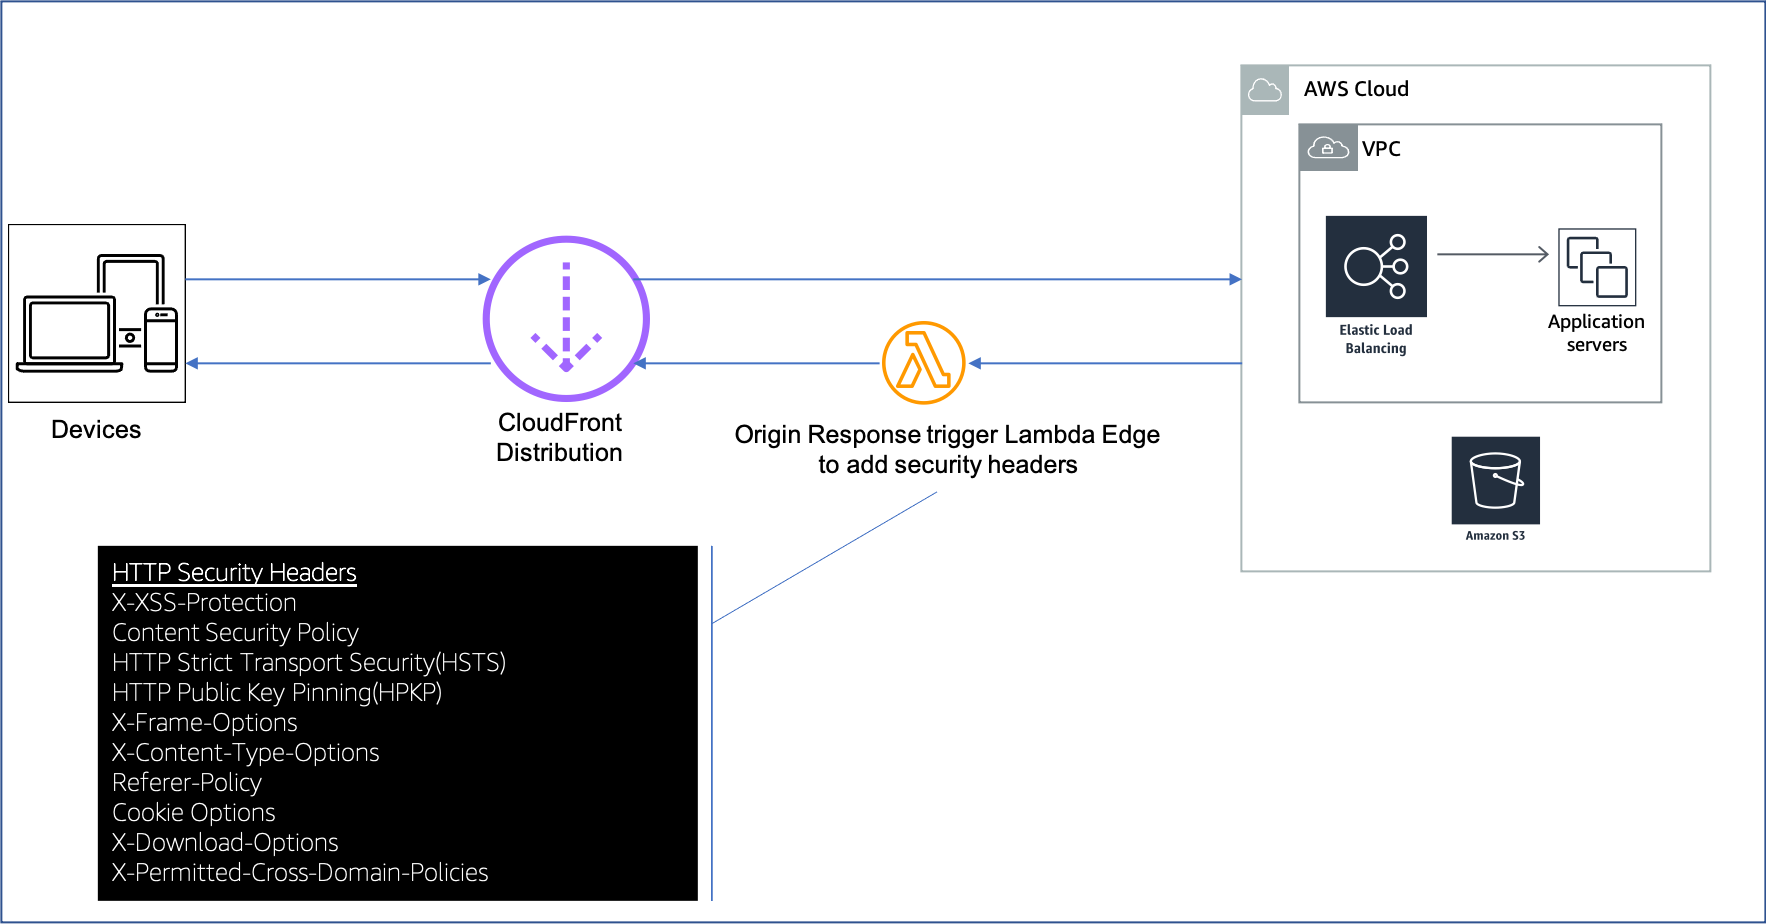 AWS Cloud
VPC
Elastic Load
Balancing
Application
servers
Amazon S3
Devices
CloudFront
Distribution
Origin Response trigger Lambda Edge
to add security headers
HTTP Security Headers
X-XSS-Protection
Content Security Policy
HTTP Strict Transport Security(HSTS)
HTTP Public Key Pinning(HPKP)
X-Frame-Options
X-Content-Type-Options
Referer-Policy
Cookie Options
X-Download-Options
X-Permitted-Cross-Domain-Policies